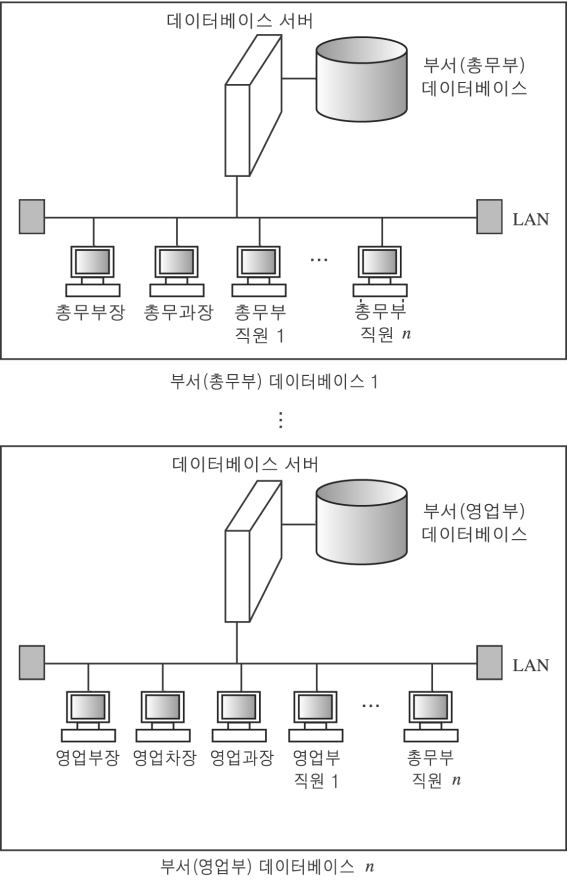 데이터베이스 서버
부서(총무부)
데이터베이스
LAN
총무부장 총무과장 총무부 ... 총무부
직원 1 직원 n
부서(총무부) 데이터베이스 1
⋮
데이터베이스 서버
부서(영업부)
데이터베이스
LAN
영업부장 영업차장 영업과장 영업부 ... 총무부
직원 1 직원 n
부서(영업부) 데이터베이스 n